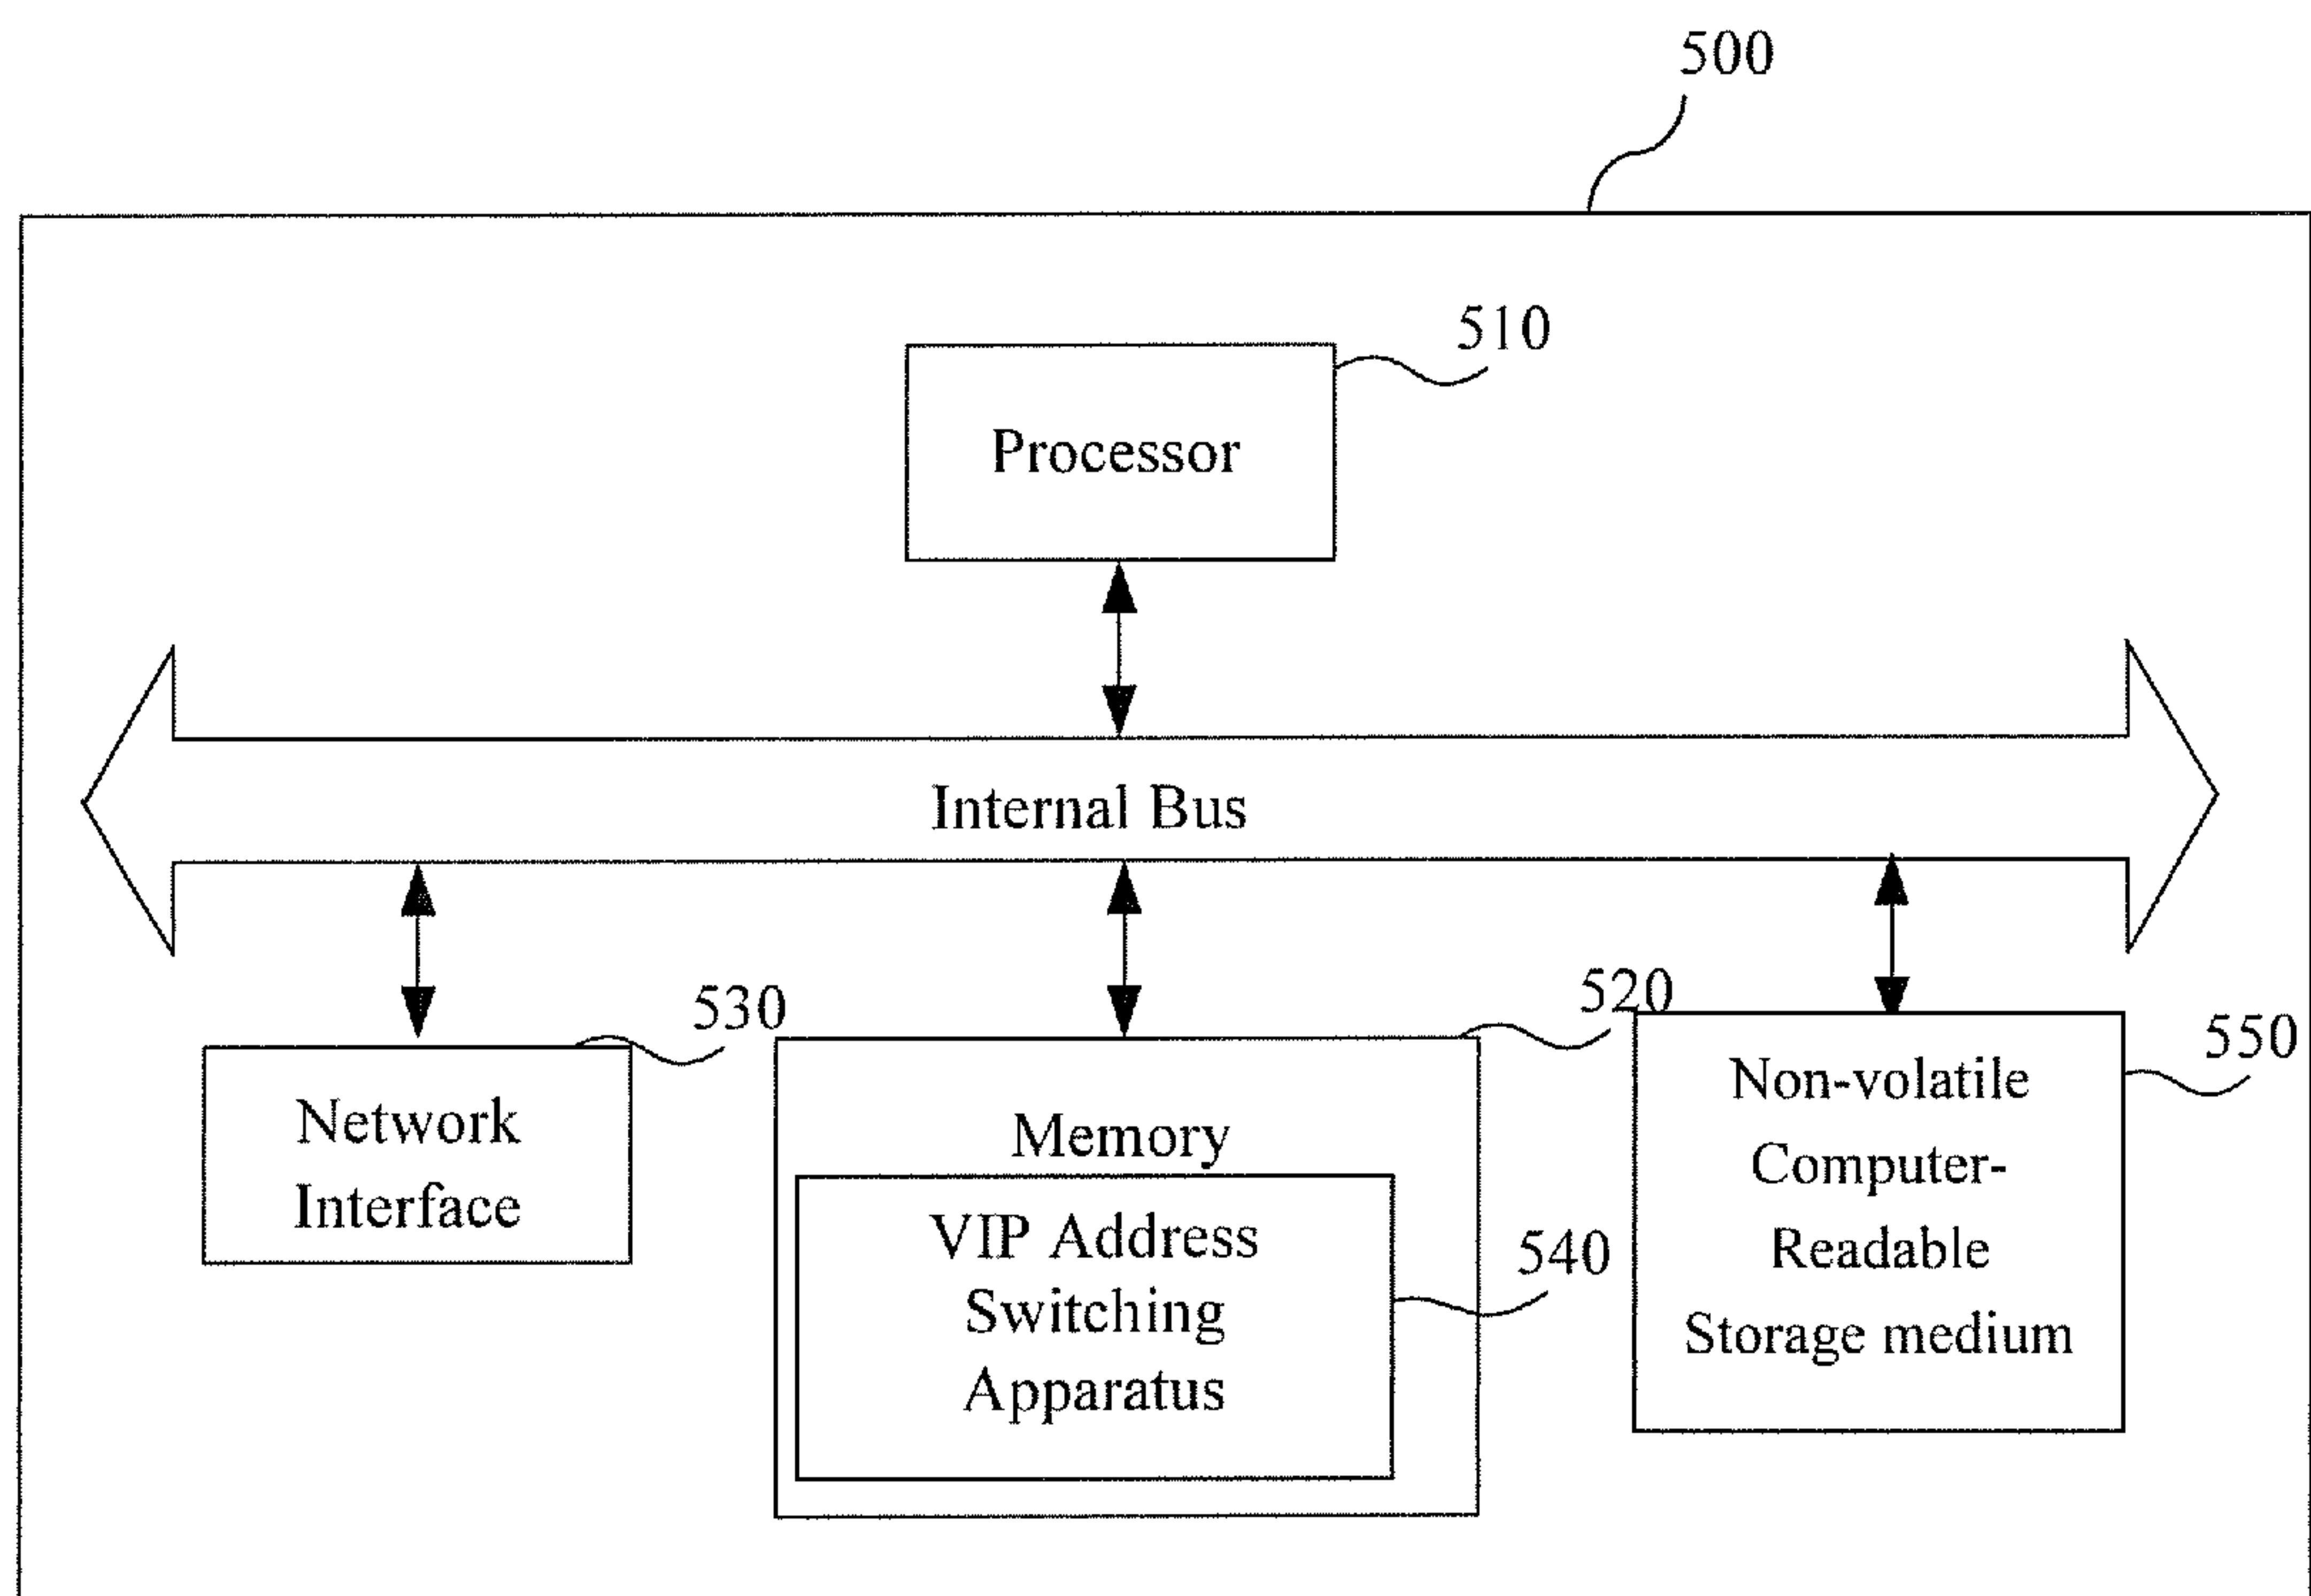 500
510
Processor
Internal Bus
530
520
550
Network
Interface
Memory
VIP Address
Switching
Apparatus
540
Non-volatile
Computer-
Readable
Storage medium